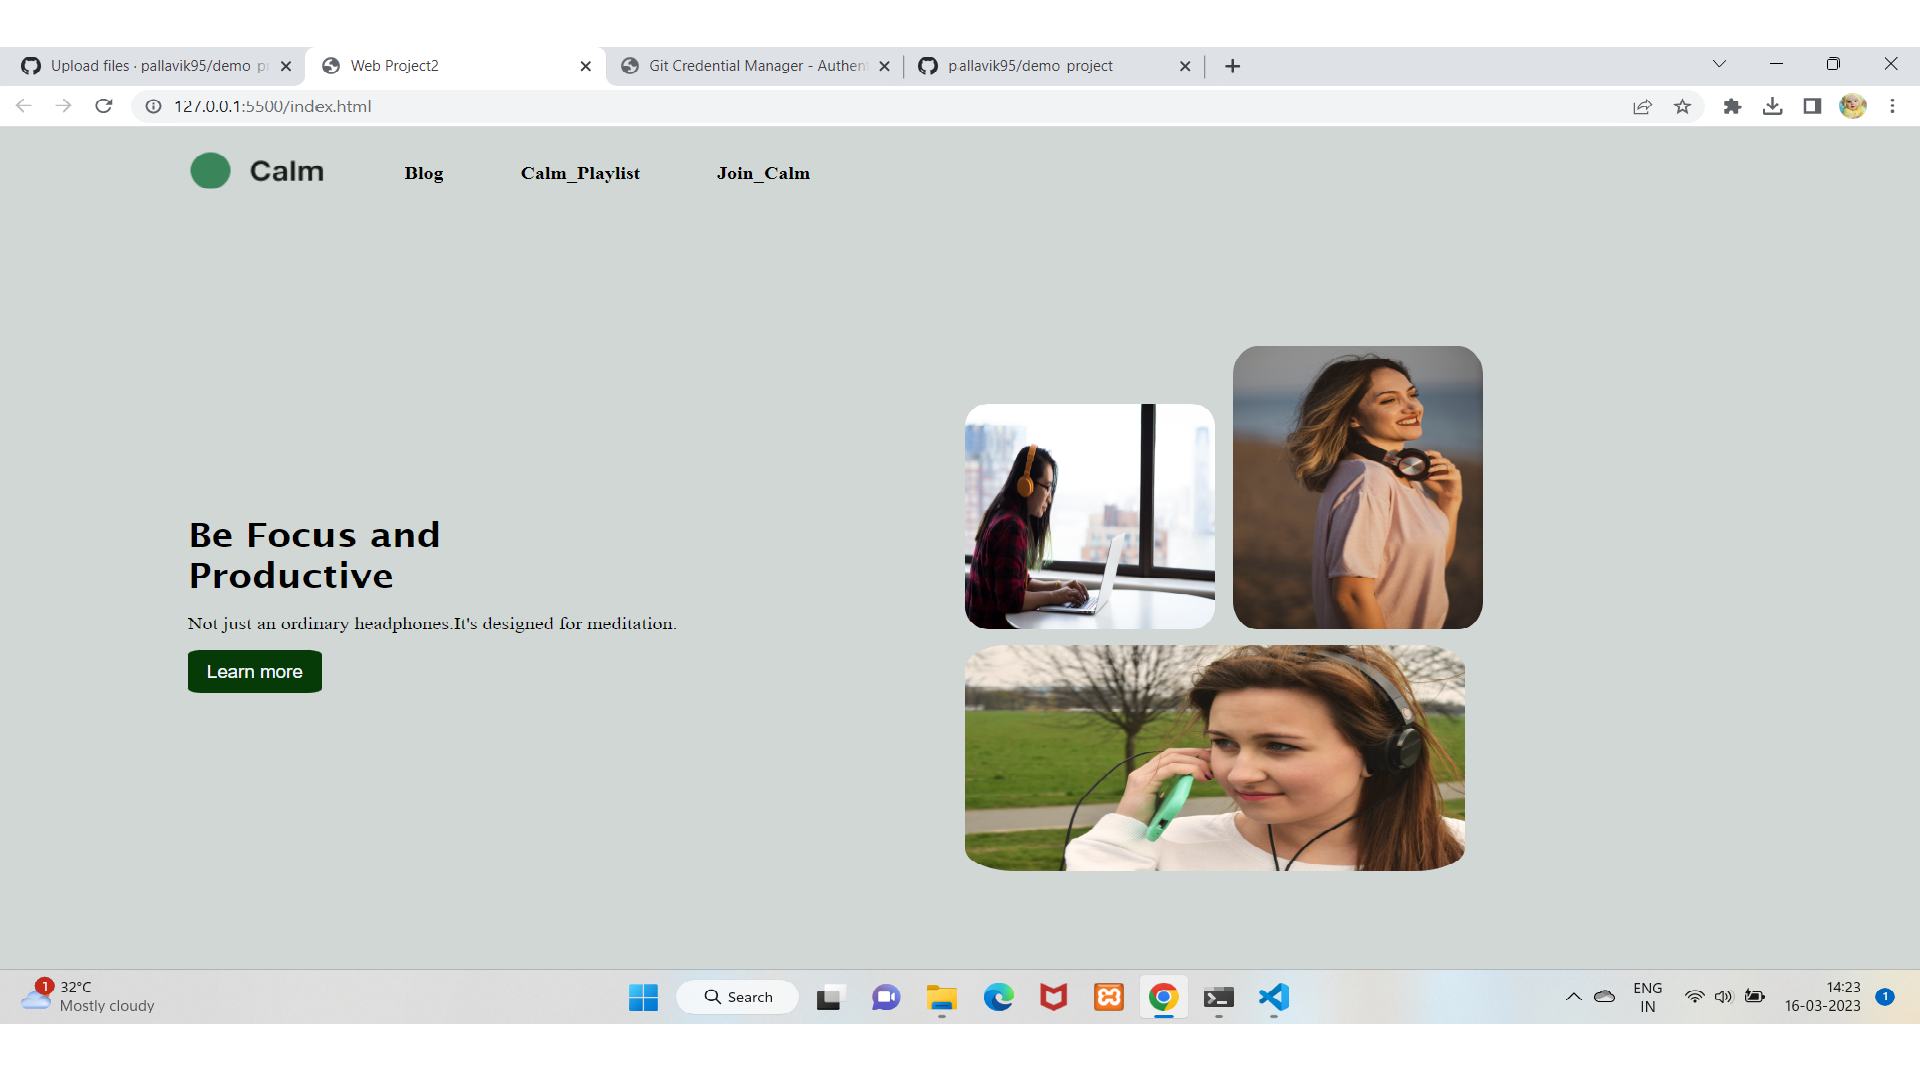 Upload files · pallavik95/demo pr
Web Project2
Git Credential Manager - Authen
pallavik95/demo project
127.0.0.1:5500/index.html
Calm
Blog
Calm_Playlist
Join_Calm
Be Focus and
Productive
Not just an ordinary headphones.It's designed for meditation.
Learn more
1
32°C
Mostly cloudy
Search
ENG
IN
14:23
16-03-2023
1